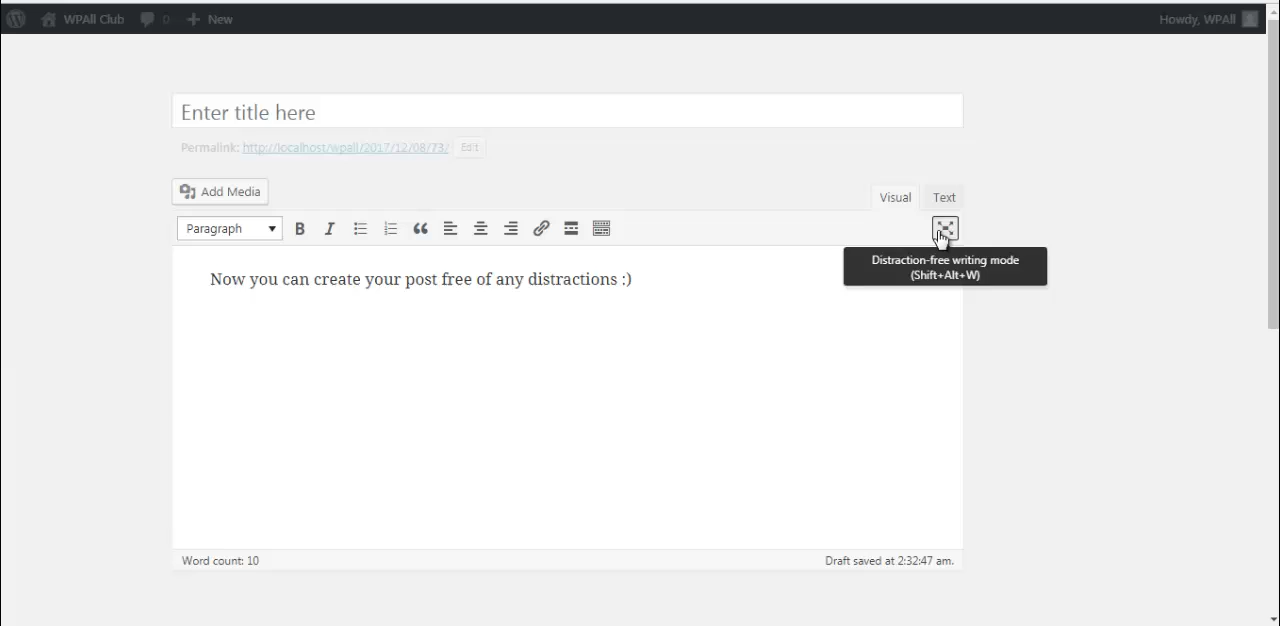 WPAll Club 0 New Howdy, WPAll
Enter title here
Permalink: http://localhost/wpall/2017/12/08/73/ Edit
Add Media Visual Text
Paragraph
Distraction-free writing mode
(Shift+Alt+W)
Now you can create your post free of any distractions :)
Word count: 10 Draft saved at 2:32:47 am.